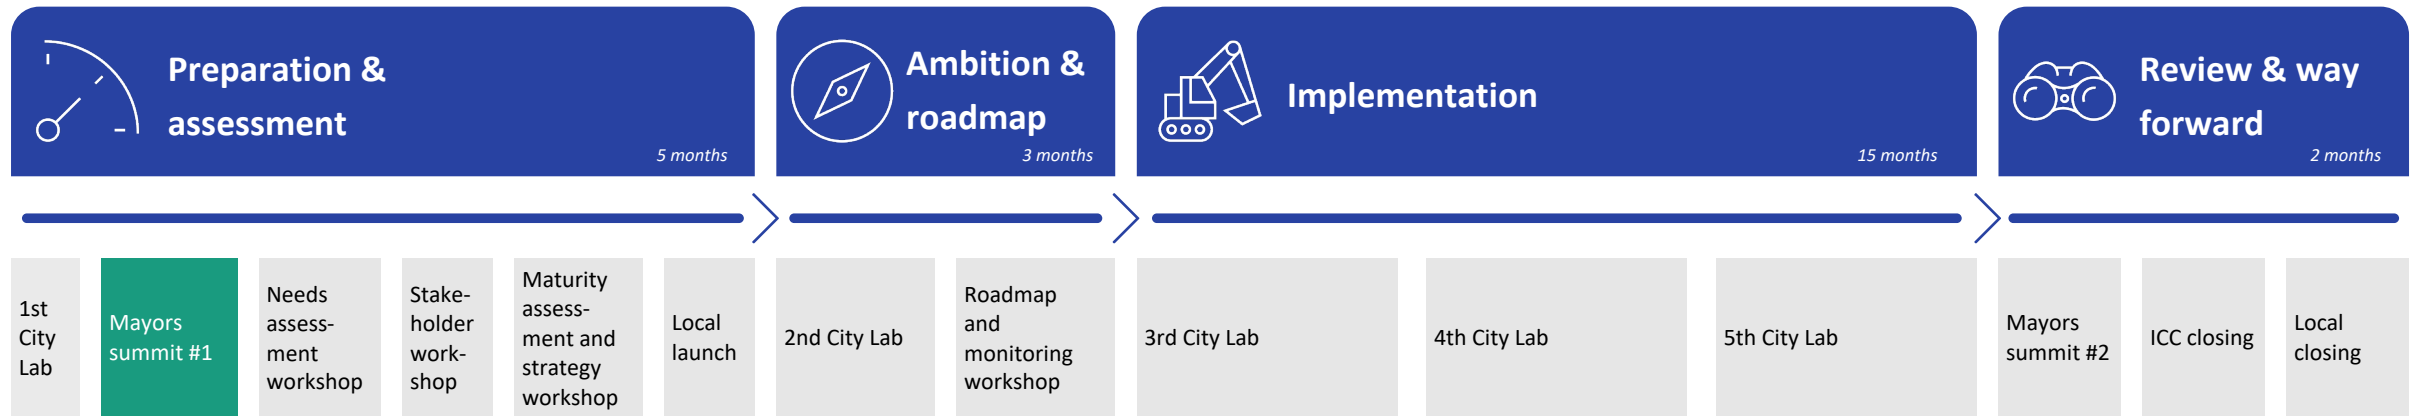 Preparation &
assessment
5 months
Ambition &
roadmap
3 months
Implementation
15 months
Review & way
forward
2 months
1st
City
Lab
Mayors
summit #1
Needs
assess-
ment
workshop
Stake-
holder
work-
shop
Maturity
assess-
ment and
strategy
workshop
Local
launch
2nd City Lab
Roadmap
and
monitoring
workshop
3rd City Lab
4th City Lab
5th City Lab
Mayors
summit #2
ICC closing
Local
closing